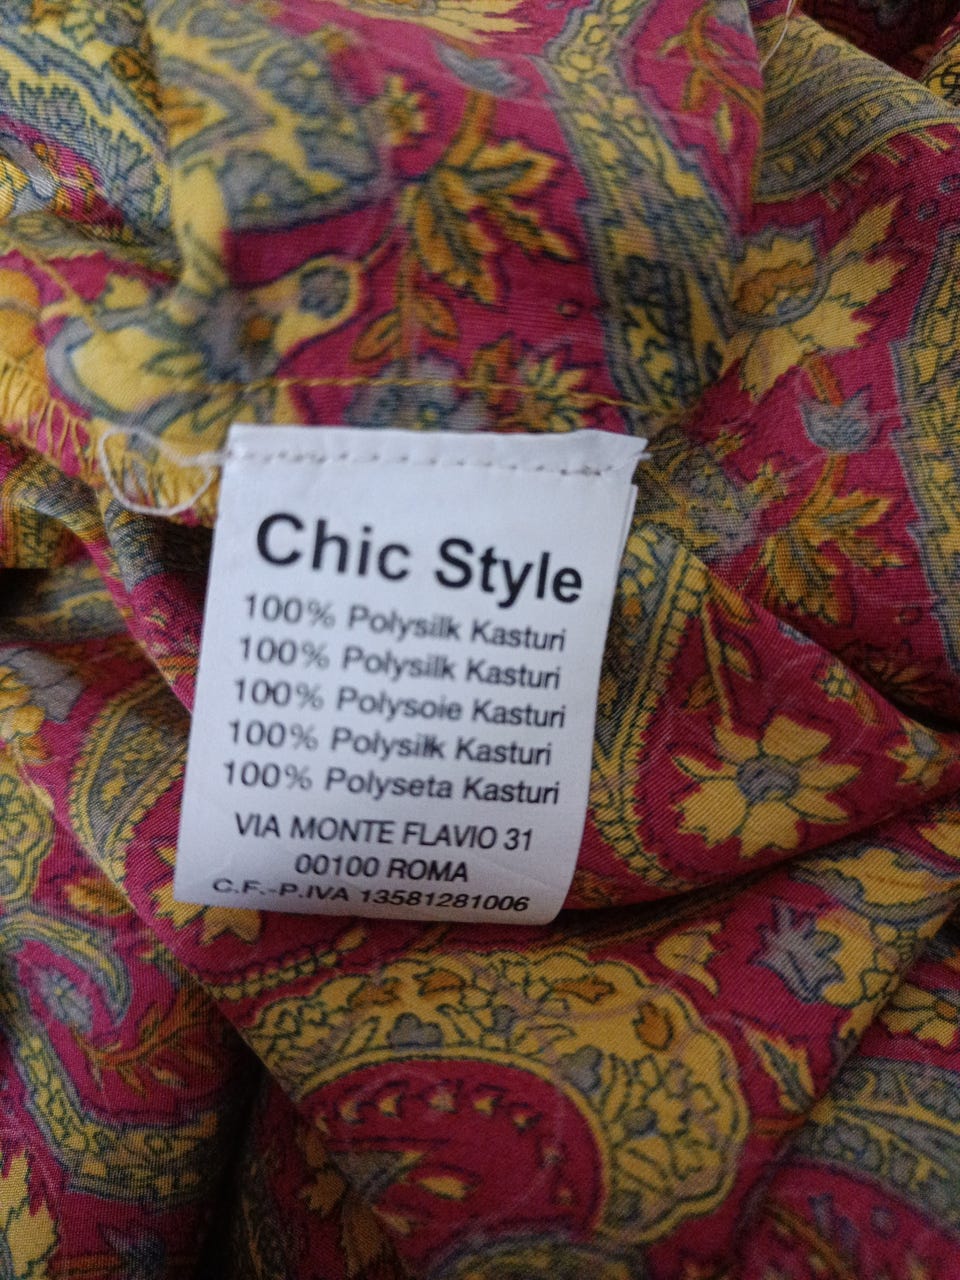 Chic Style
100% Polysilk Kasturi
100% Polysilk Kasturi
100% Polysoie Kasturi
100% Polysilk Kasturi
100% Polyseta Kasturi
VIA MONTE FLAVIO 31
00100 ROMA
C.F.-P.IVA 13581281006